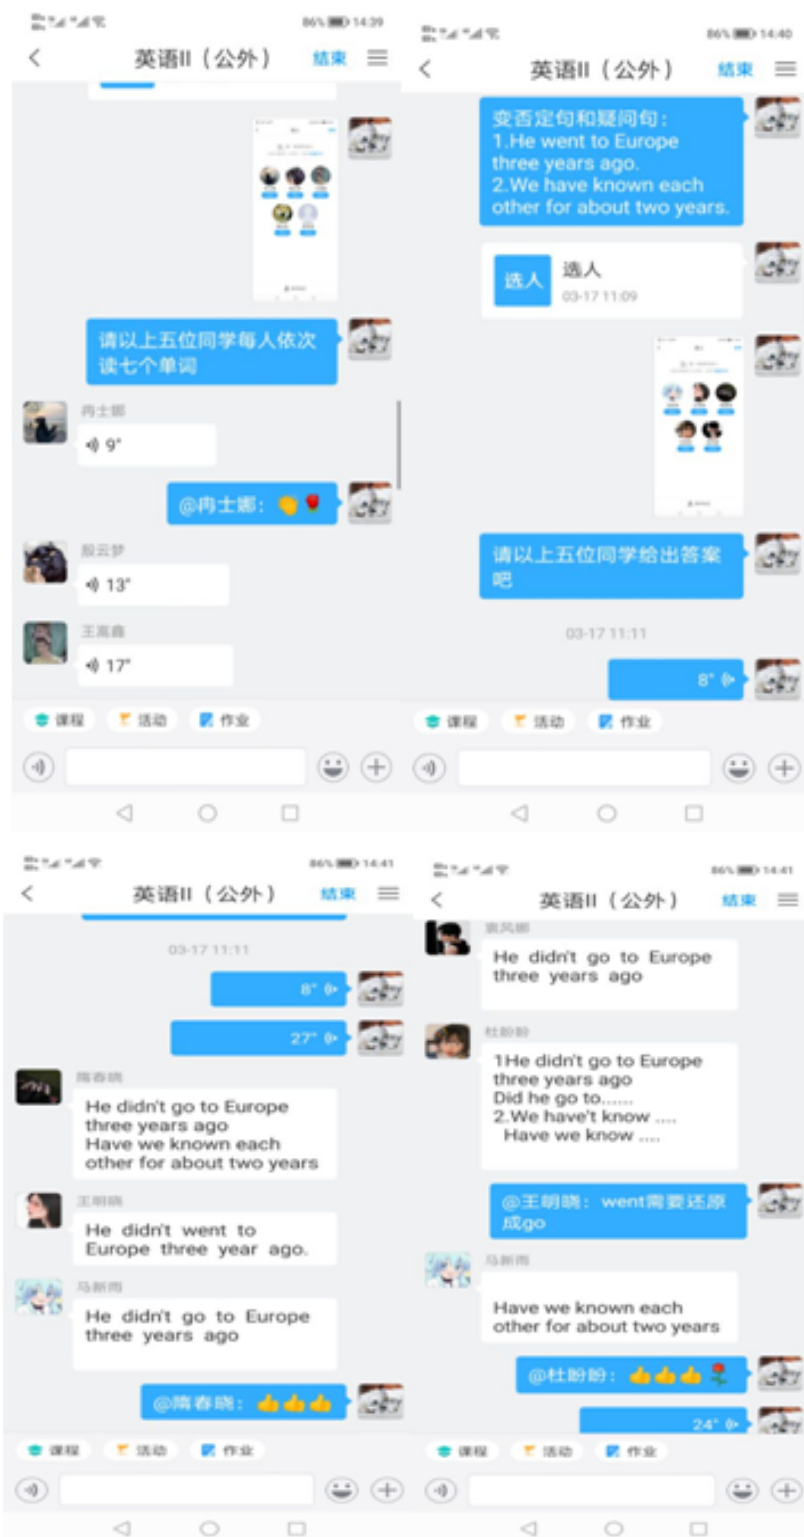 86% 14:39
英语II（公外）
结束
请以上五位同学每人依次
读七个单词
冉士娜
9"
@冉士娜：
殷云梦
13"
王嵩鑫
17"
课程
活动
作业
86% 14:40
英语II（公外）
结束
变否定句和疑问句：
1.He went to Europe
three years ago.
2.We have known each
other for about two years.
选人
选人
03-17 11:09
请以上五位同学给出答案
吧
03-17 11:11
8"
课程
活动
作业
86% 14:41
英语II（公外）
结束
03-17 11:11
8"
27"
隋春晓
He didn't go to Europe
three years ago
Have we known each
other for about two years
王明晓
He didn't went to
Europe three year ago.
马新雨
He didn't go to Europe
three years ago
@隋春晓：
课程
活动
作业
86% 14:41
英语II（公外）
结束
He didn't go to Europe
three years ago
杜盼盼
1He didn't go to Europe
three years ago
Did he go to......
2.We have't know ....
Have we know ....
@王明晓：went需要还原
成go
马新雨
Have we known each
other for about two years
@杜盼盼：
24"
课程
活动
作业